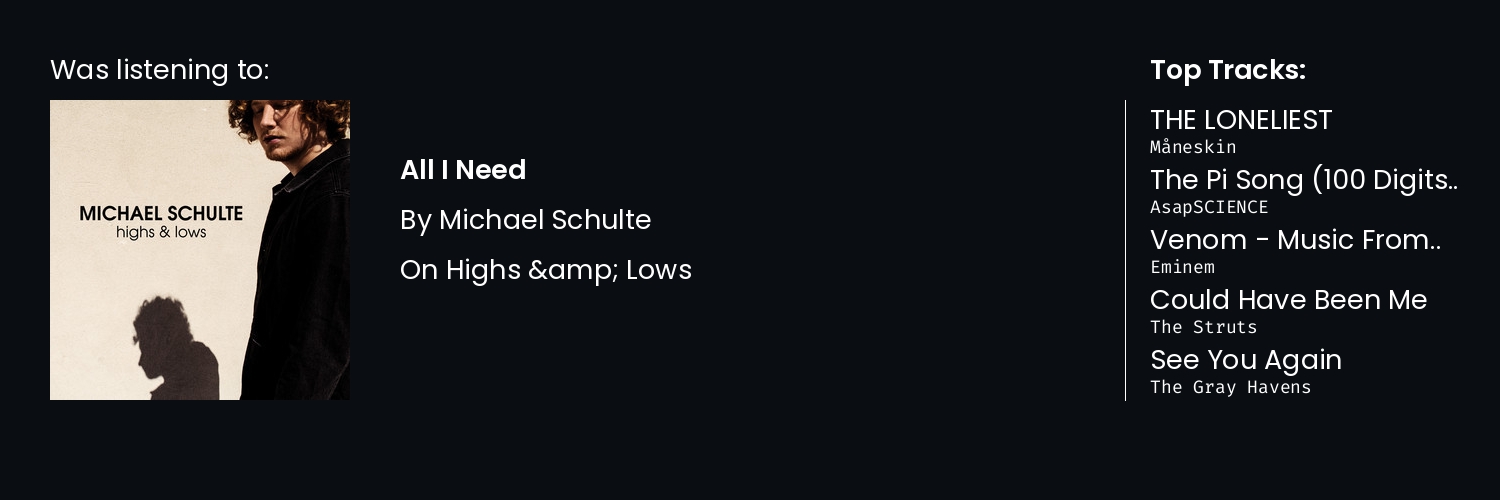 Was listening to:
MICHAEL SCHULTE
highs & lows
All I Need
By Michael Schulte
On Highs &amp; Lows
Top Tracks:
THE LONELIEST
Måneskin
The Pi Song (100 Digits..
AsapSCIENCE
Venom - Music From..
Eminem
Could Have Been Me
The Struts
See You Again
The Gray Havens